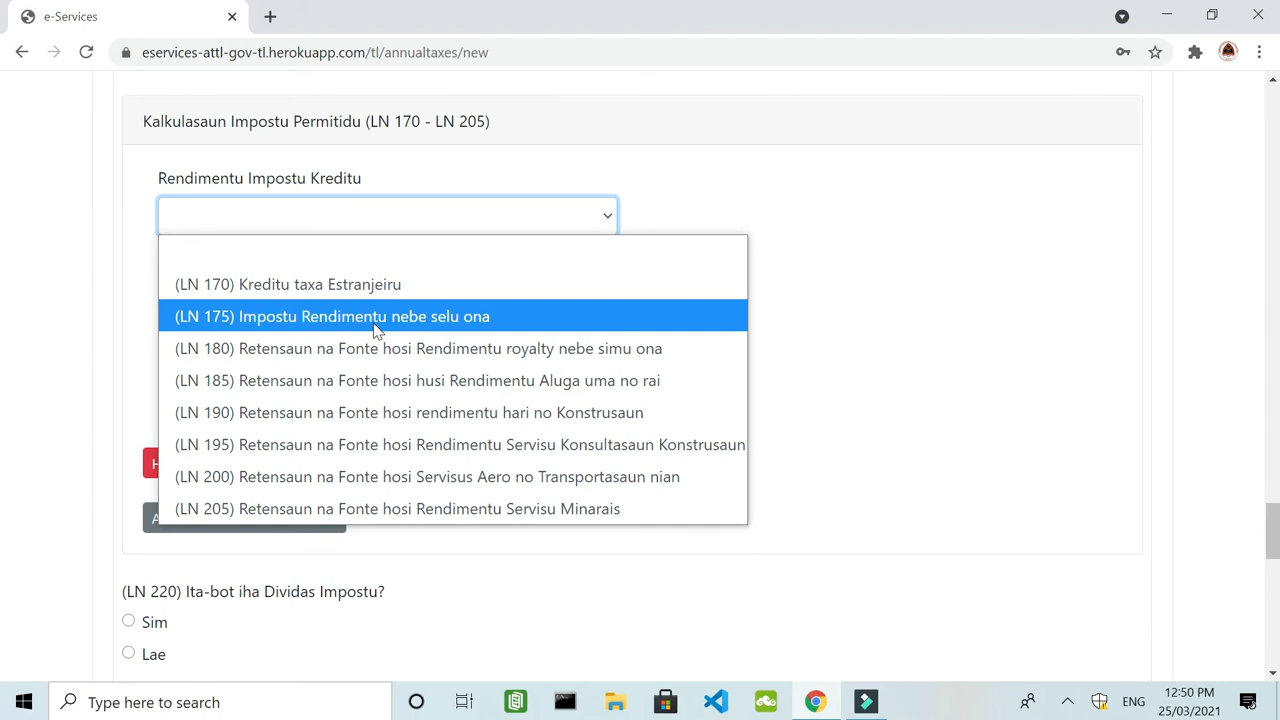 e-Services
eservices-attl-gov-tl.herokuapp.com/tl/annualtaxes/new
Kalkulasaun Impostu Permitidu (LN 170 - LN 205)
Rendimentu Impostu Kreditu
(LN 170) Kreditu taxa Estranjeiru
(LN 175) Impostu Rendimentu nebe selu ona
(LN 180) Retensaun na Fonte hosi Rendimentu royalty nebe simu ona
(LN 185) Retensaun na Fonte hosi husi Rendimentu Aluga uma no rai
(LN 190) Retensaun na Fonte hosi rendimentu hari no Konstrusaun
(LN 195) Retensaun na Fonte hosi Rendimentu Servisu Konsultasaun Konstrusaun
(LN 200) Retensaun na Fonte hosi Servisus Aero no Transportasaun nian
(LN 205) Retensaun na Fonte hosi Rendimentu Servisu Minarais
(LN 220) Ita-bot iha Dividas Impostu?
Sim
Lae
Type here to search
ENG
12:50 PM
25/03/2021